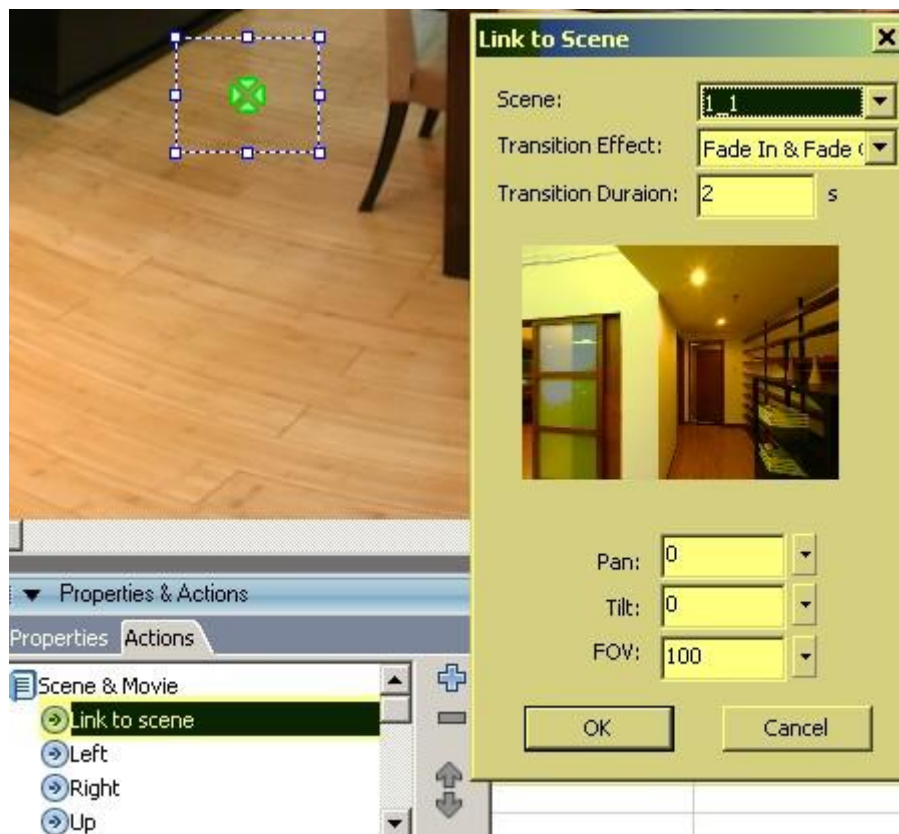 Link to Scene
Scene: 1_1
Transition Effect: Fade In & Fade
Transition Duraion: 2 s
Pan: 0
Tilt: 0
FOV: 100
OK Cancel
Properties & Actions
Properties Actions
Scene & Movie
Link to scene
Left
Right
Up